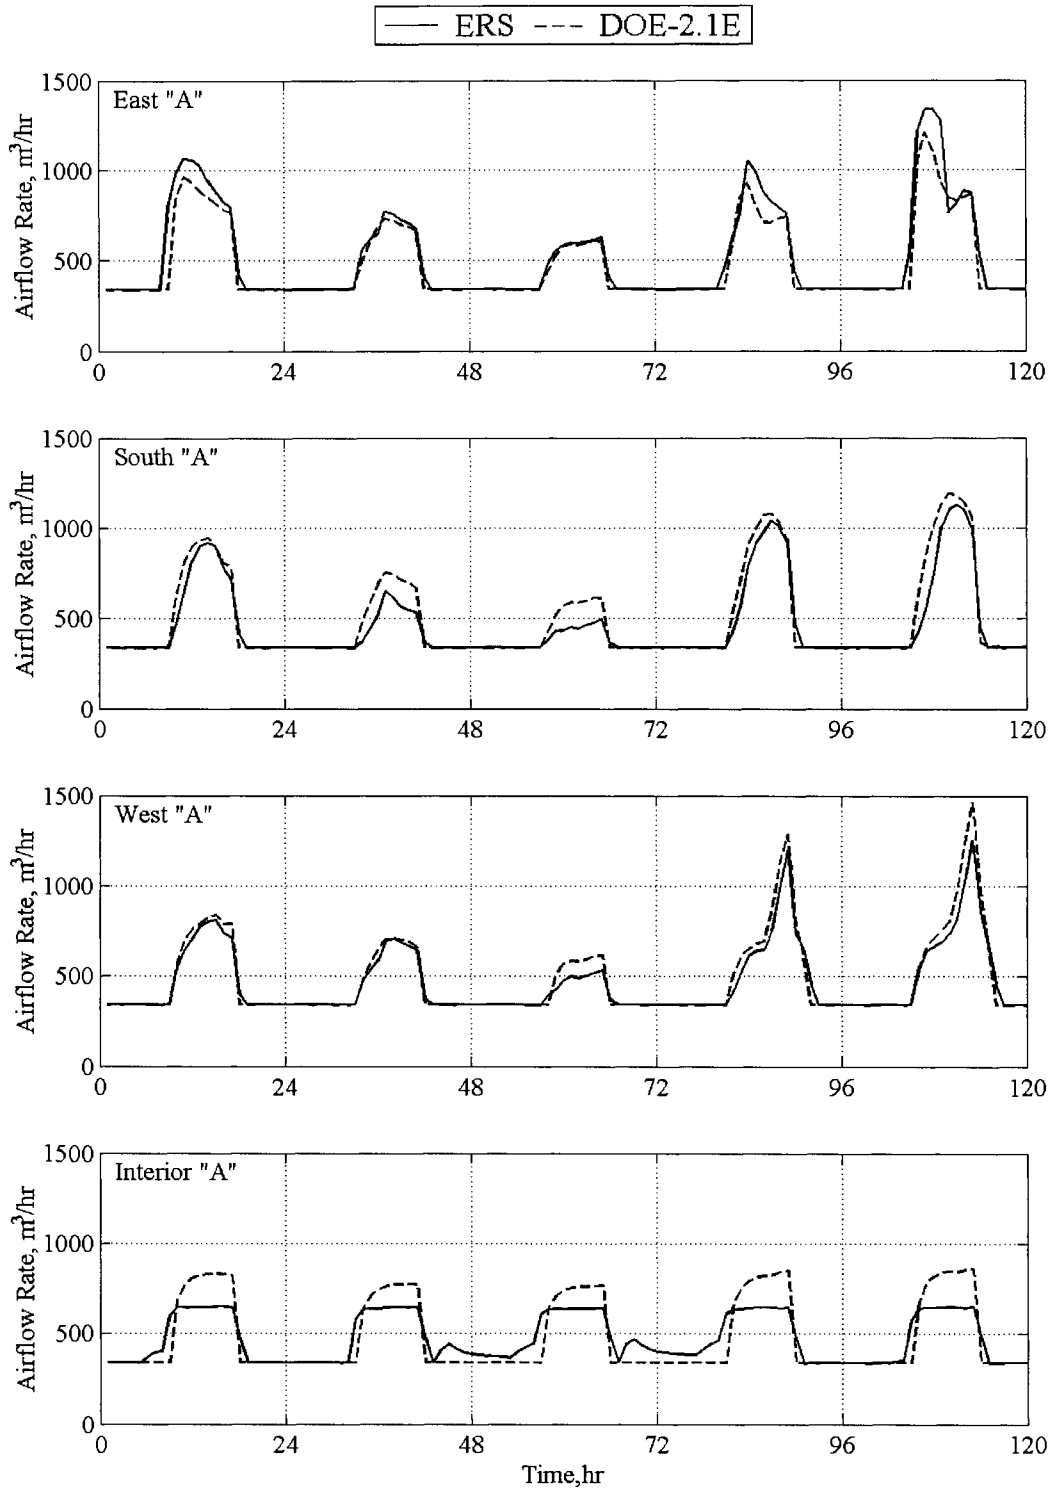 ERS DOE-2.1E
East "A"
Airflow Rate, m³/hr
1500
1000
500
0
0 24 48 72 96 120
South "A"
Airflow Rate, m³/hr
1500
1000
500
0
0 24 48 72 96 120
West "A"
Airflow Rate, m³/hr
1500
1000
500
0
0 24 48 72 96 120
Interior "A"
Airflow Rate, m³/hr
1500
1000
500
0
0 24 48 72 96 120
Time,hr